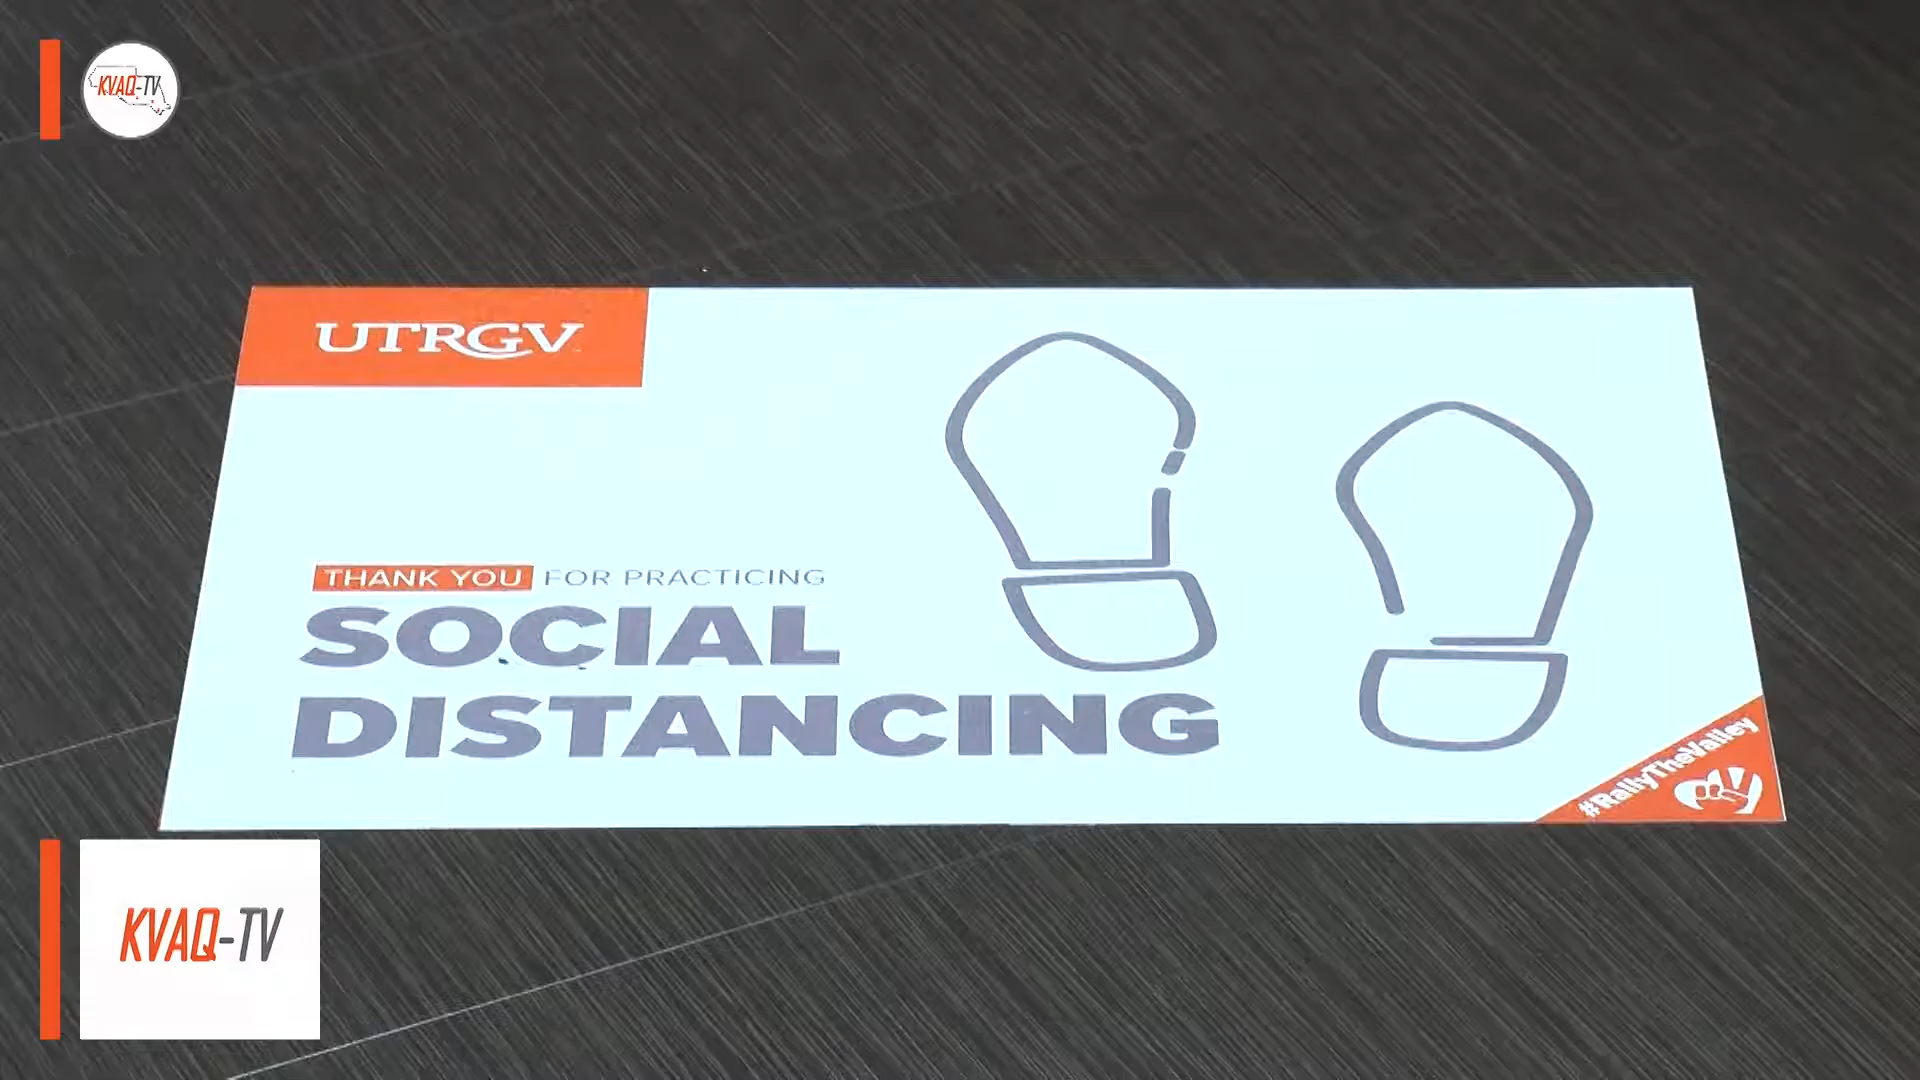 KVAQ-TV
UTRGV
THANK YOU FOR PRACTICING
SOCIAL
DISTANCING
#RallyTheValley
KVAQ-TV